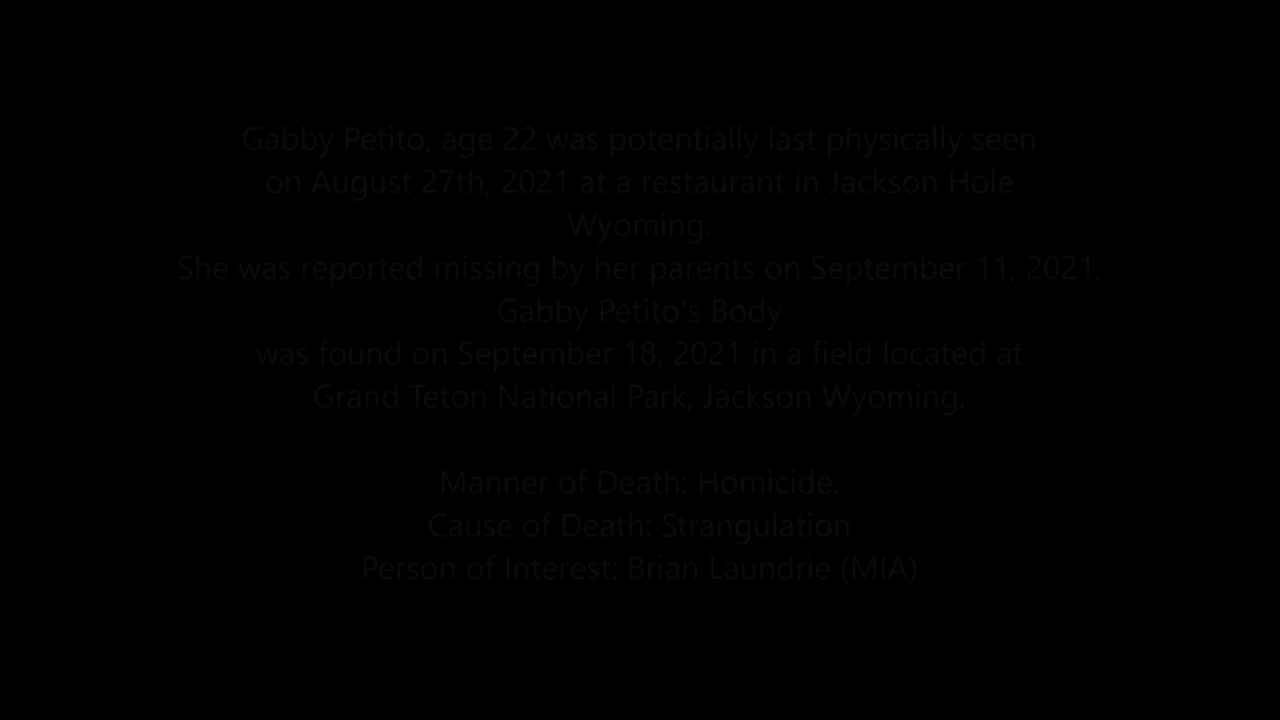 Gabby Petito, age 22 was potentially last physically seen
on August 27th, 2021 at a restaurant in Jackson Hole
Wyoming.
She was reported missing by her parents on September 11, 2021.
Gabby Petito's Body
was found on September 18, 2021 in a field located at
Grand Teton National Park, Jackson Wyoming.
Manner of Death: Homicide.
Cause of Death: Strangulation
Person of Interest: Brian Laundrie (MIA)